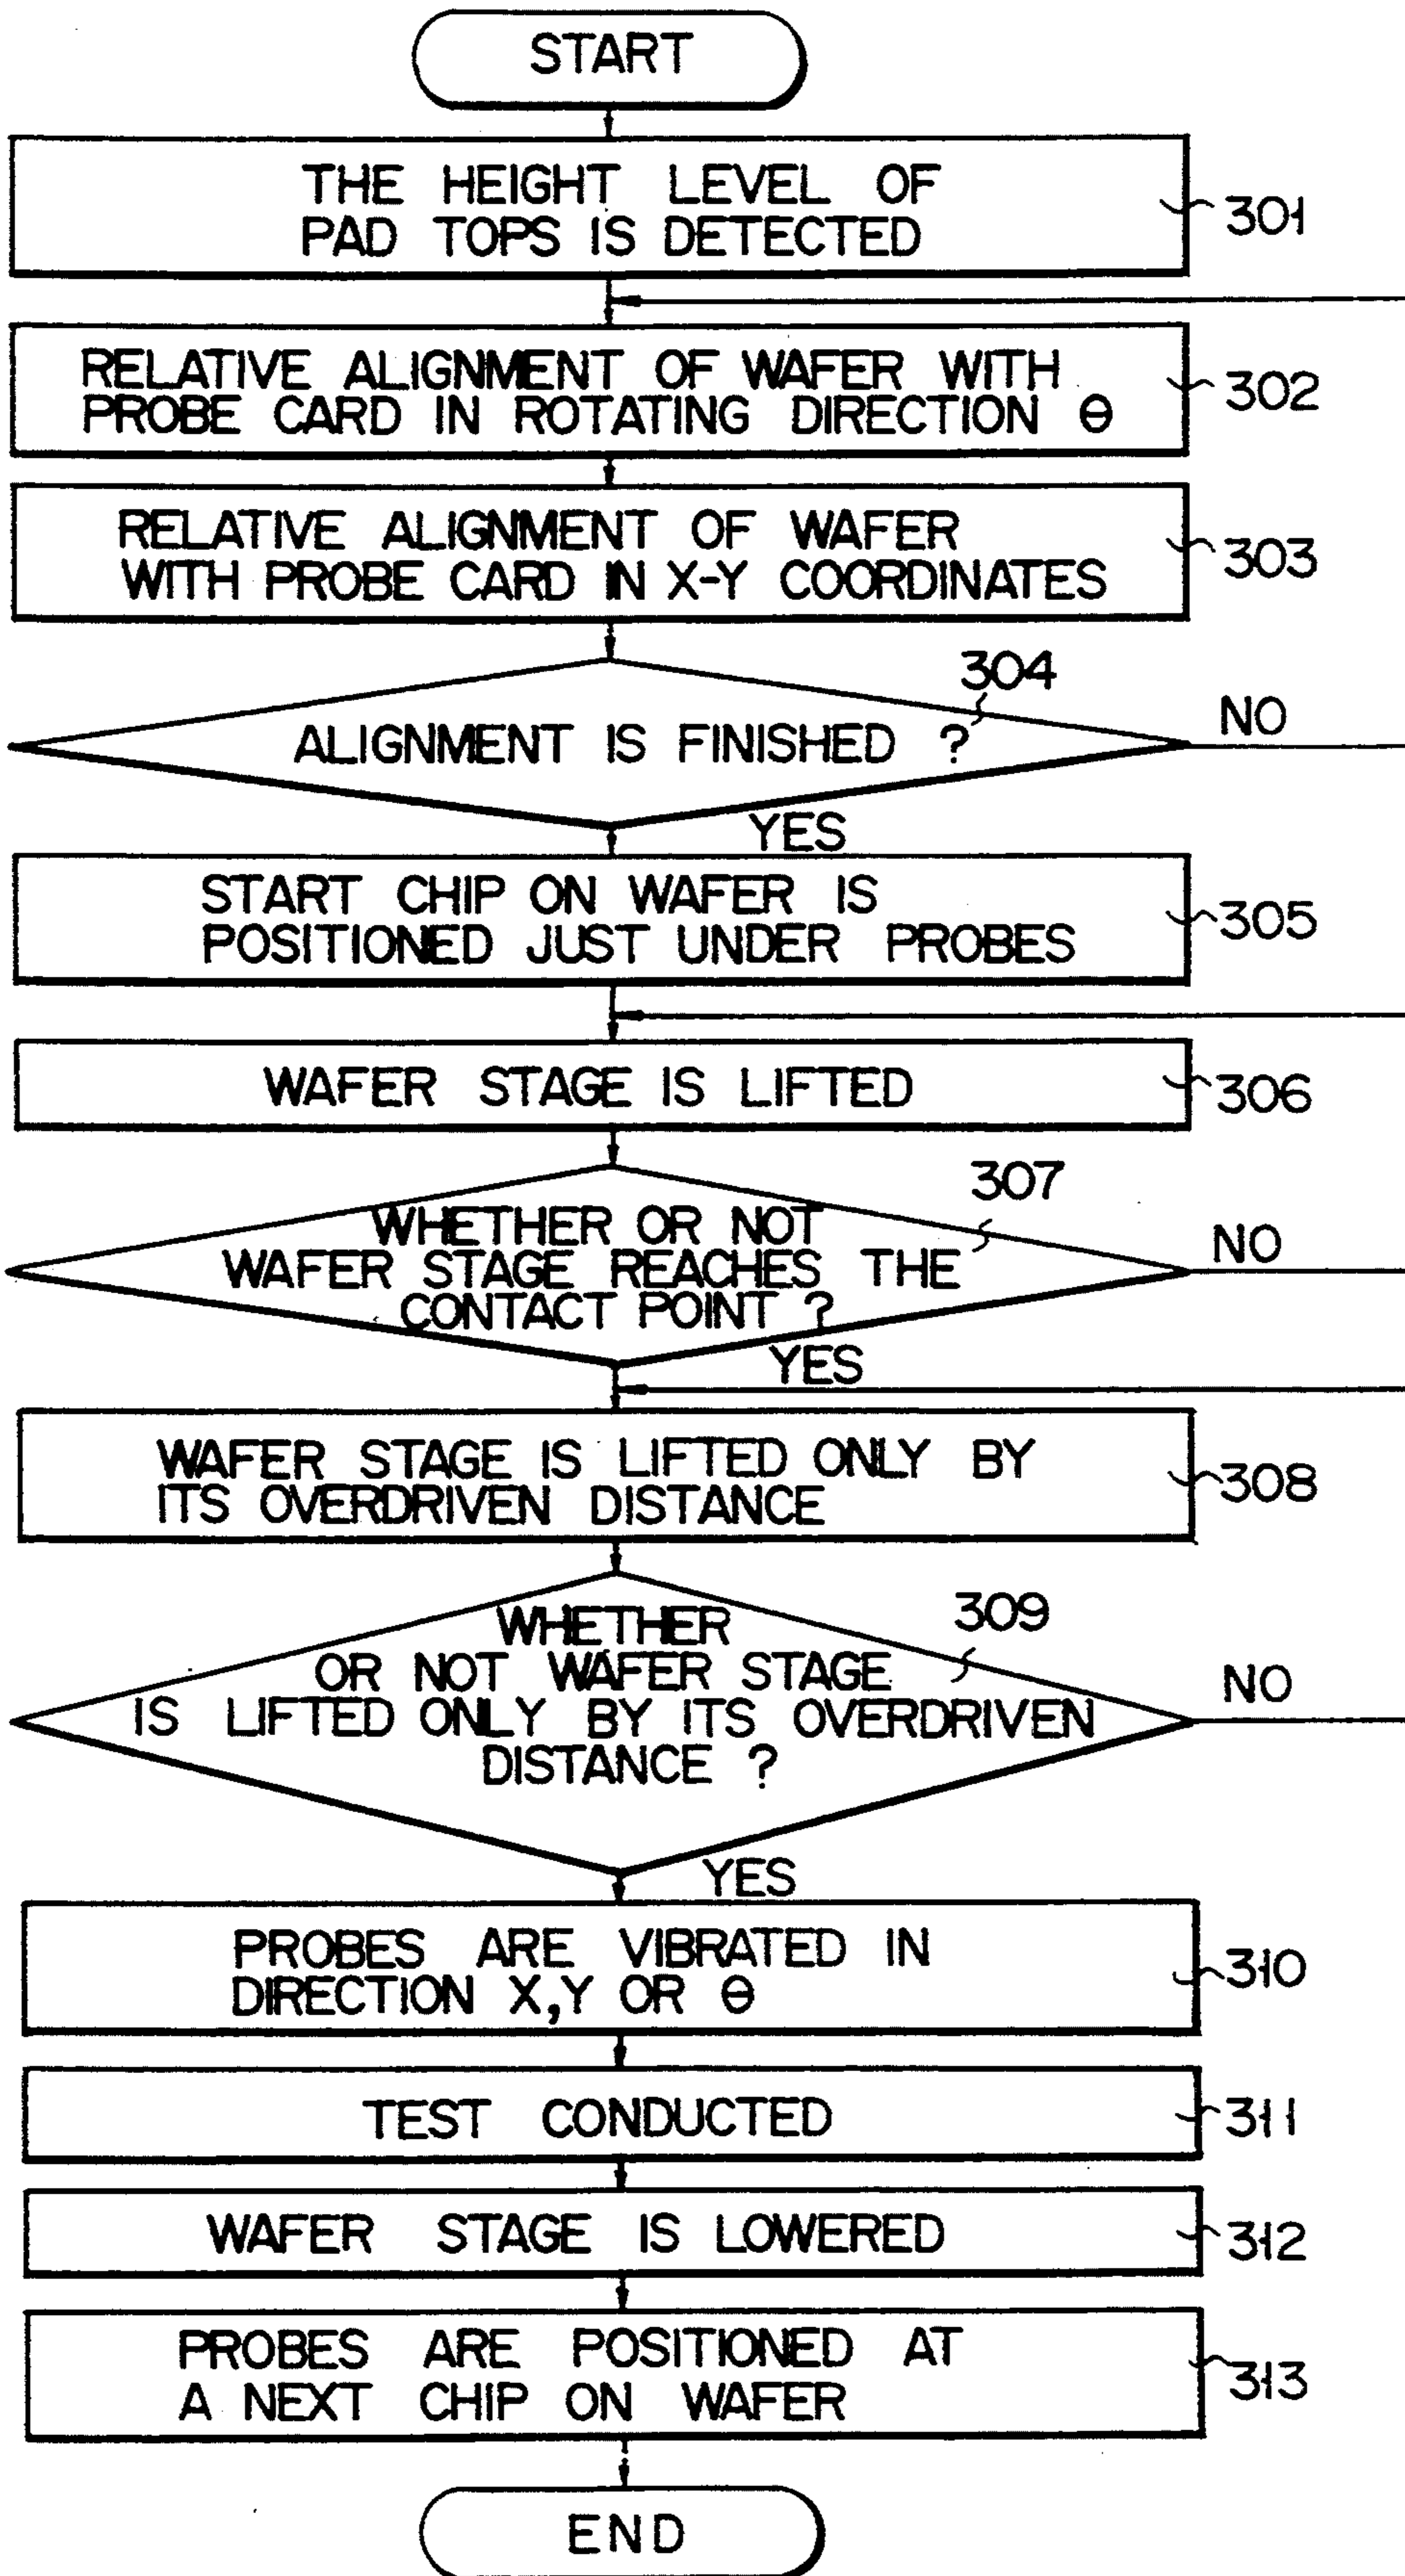 START
THE HEIGHT LEVEL OF
PAD TOPS IS DETECTED
301
RELATIVE ALIGNMENT OF WAFER WITH
PROBE CARD IN ROTATING DIRECTION θ
302
RELATIVE ALIGNMENT OF WAFER
WITH PROBE CARD IN X-Y COORDINATES
303
304
ALIGNMENT IS FINISHED ?
NO
YES
START CHIP ON WAFER IS
POSITIONED JUST UNDER PROBES
305
WAFER STAGE IS LIFTED
306
307
WHETHER OR NOT
WAFER STAGE REACHES THE
CONTACT POINT ?
NO
YES
WAFER STAGE IS LIFTED ONLY BY
ITS OVERDRIVEN DISTANCE
308
309
WHETHER
OR NOT WAFER STAGE
IS LIFTED ONLY BY ITS OVERDRIVEN
DISTANCE ?
NO
YES
PROBES ARE VIBRATED IN
DIRECTION X,Y OR θ
310
TEST CONDUCTED
311
WAFER STAGE IS LOWERED
312
PROBES ARE POSITIONED AT
A NEXT CHIP ON WAFER
313
END